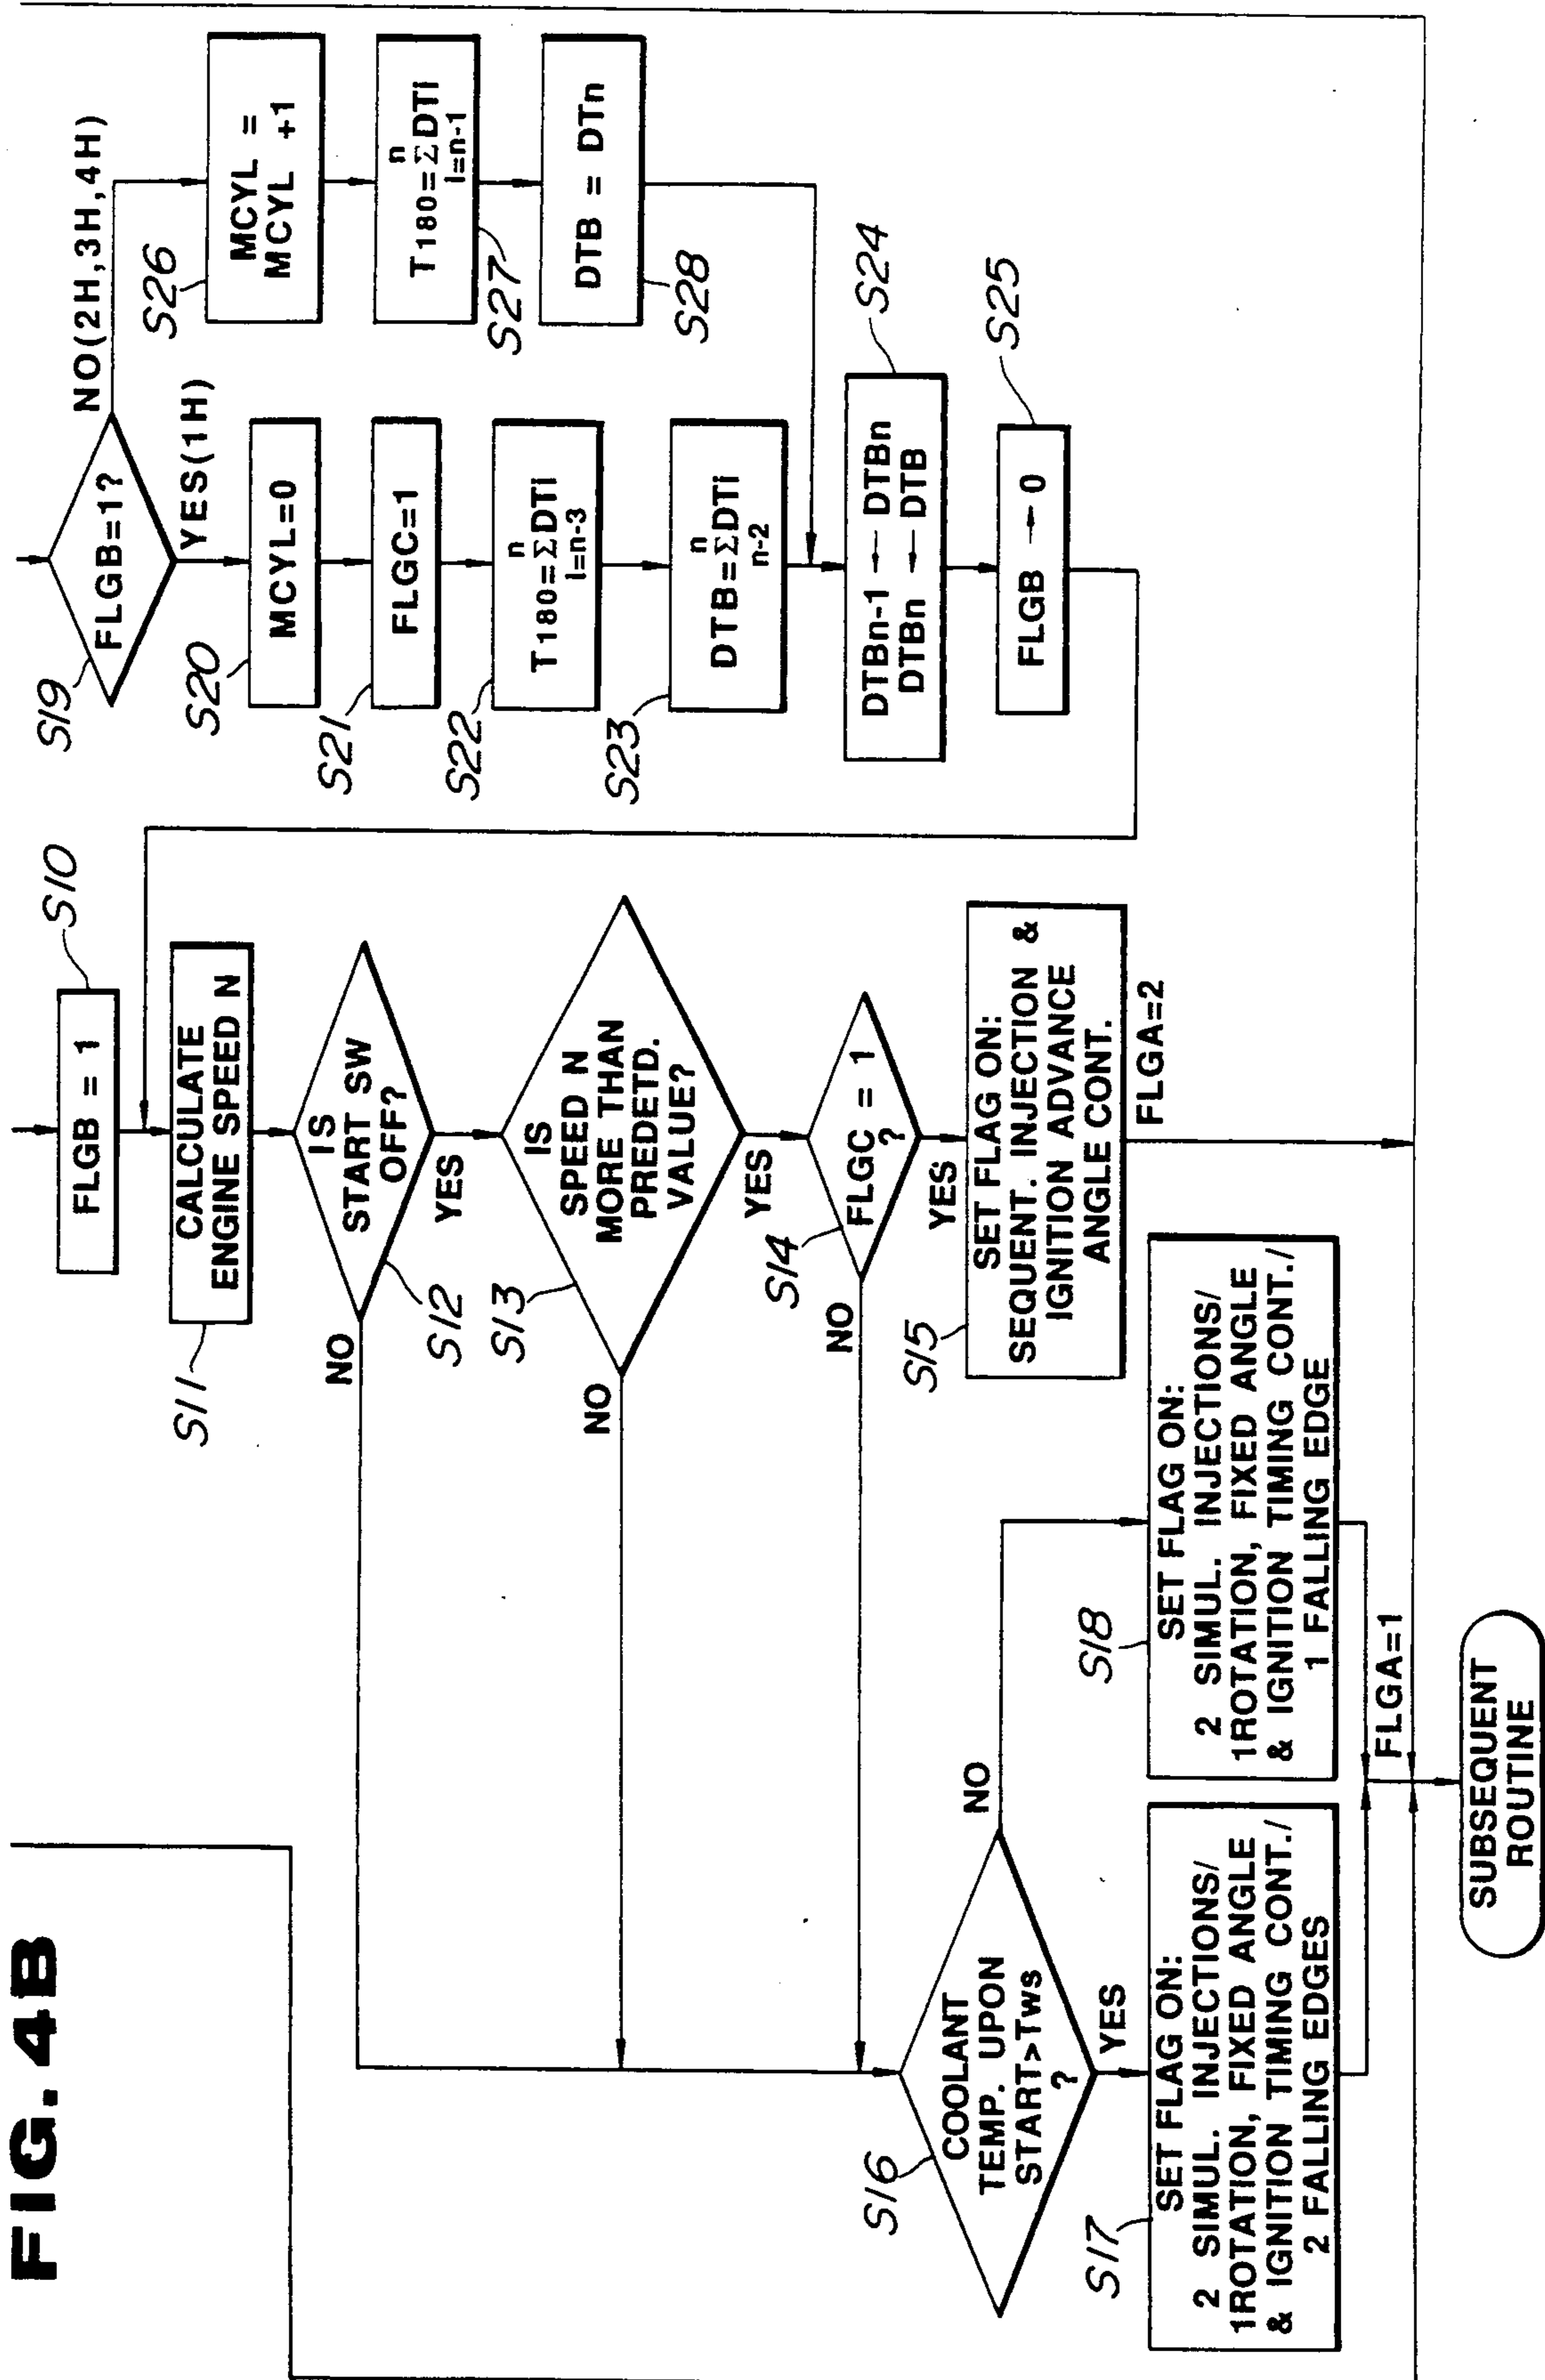 FIG. 4B
S10
FLGB = 1
S11
CALCULATE
ENGINE SPEED N
S12
IS
START SW
OFF?
NO
YES
S13
IS
SPEED N
MORE THAN
PREDETD.
VALUE?
NO
YES
S14
FLGC = 1
?
NO
YES
S15
SET FLAG ON:
SEQUENT. INJECTION &
IGNITION ADVANCE
ANGLE CONT.
FLGA=2
S16
COOLANT
TEMP. UPON
START>Tws
?
NO
YES
S17
SET FLAG ON:
2 SIMUL. INJECTIONS/
1ROTATION, FIXED ANGLE
& IGNITION TIMING CONT./
2 FALLING EDGES
S18
SET FLAG ON:
2 SIMUL. INJECTIONS/
1ROTATION, FIXED ANGLE
& IGNITION TIMING CONT./
1 FALLING EDGE
FLGA=1
SUBSEQUENT
ROUTINE
S19
FLGB=1?
NO(2H,3H,4H)
YES(1H)
S20
MCYL=0
S21
FLGC=1
S22
n
T180=ΣDTi
i=n-3
S23
n
DTB=ΣDTi
n-2
S24
DTBn-1 ← DTBn
DTBn ← DTB
S25
FLGB → 0
S26
MCYL =
MCYL +1
S27
n
T180=ΣDTi
i=n-1
S28
DTB = DTn